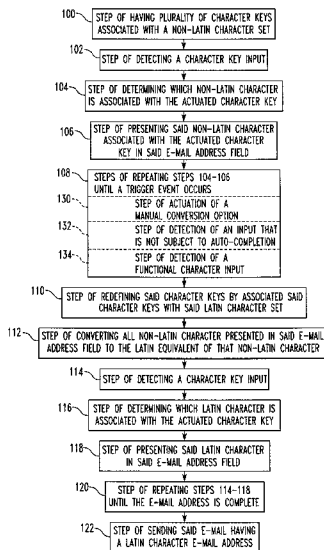 100
STEP OF HAVING PLURALITY OF CHARACTER KEYS
ASSOCIATED WITH A NON-LATIN CHARACTER SET
102
STEP OF DETECTING A CHARACTER KEY INPUT
104
STEP OF DETERMINING WHICH NON-LATIN CHARACTER
IS ASSOCIATED WITH THE ACTUATED CHARACTER KEY
106
STEP OF PRESENTING SAID NON-LATIN CHARACTER
ASSOCIATED WITH THE ACTUATED CHARACTER
KEY IN SAID E-MAIL ADDRESS FIELD
108
STEPS OF REPEATING STEPS 104-106
UNTIL A TRIGGER EVENT OCCURS
130
STEP OF ACTUATION OF A
MANUAL CONVERSION OPTION
132
STEP OF DETECTION OF AN INPUT THAT
IS NOT SUBJECT TO AUTO-COMPLETION
134
STEP OF DETECTION OF A
FUNCTIONAL CHARACTER INPUT
110
STEP OF REDEFINING SAID CHARACTER KEYS BY ASSOCIATED SAID
CHARACTER KEYS WITH SAID LATIN CHARACTER SET
112
STEP OF CONVERTING ALL NON-LATIN CHARACTER PRESENTED IN SAID E-MAIL
ADDRESS FIELD TO THE LATIN EQUIVALENT OF THAT NON-LATIN CHARACTER
114
STEP OF DETECTING A CHARACTER KEY INPUT
116
STEP OF DETERMINING WHICH LATIN CHARACTER IS
ASSOCIATED WITH THE ACTUATED CHARACTER KEY
118
STEP OF PRESENTING SAID LATIN CHARACTER
IN SAID E-MAIL ADDRESS FIELD
120
STEP OF REPEATING STEPS 114-118
UNTIL THE E-MAIL ADDRESS IS COMPLETE
122
STEP OF SENDING SAID E-MAIL HAVING
A LATIN CHARACTER E-MAIL ADDRESS